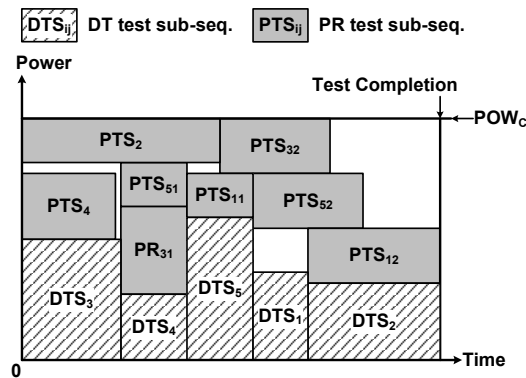 DTSij DT test sub-seq. PTSij PR test sub-seq.
Power
Test Completion
POWC
PTS2 PTS32
PTS51
PTS4 PTS11 PTS52
PR31
PTS12
DTS3 DTS4 DTS5 DTS1 DTS2
0 Time